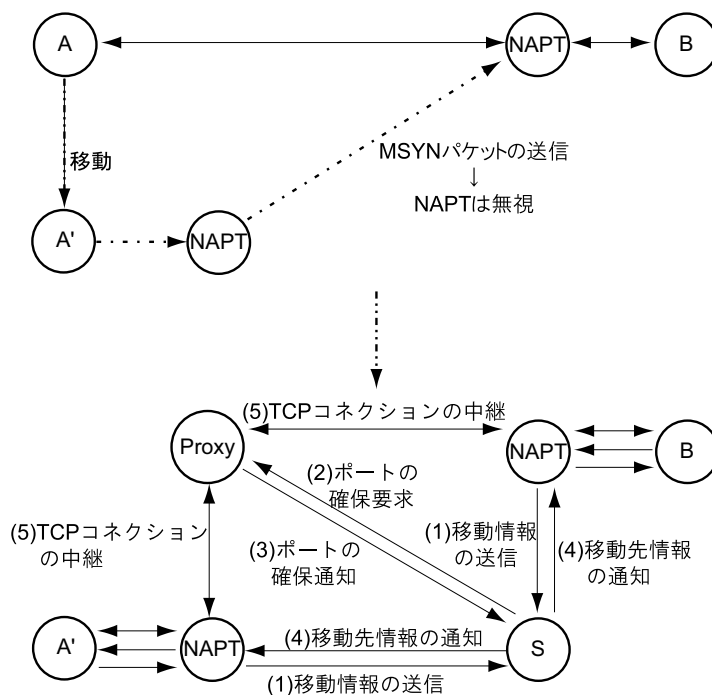 A
NAPT
B
移動
MSYNパケットの送信
↓
NAPTは無視
A'
NAPT
(5)TCPコネクションの中継
Proxy
NAPT
B
(2)ポートの
確保要求
(5)TCPコネクション
の中継
(3)ポートの
確保通知
(1)移動情報
の送信
(4)移動先情報
の通知
A'
NAPT
(4)移動先情報の通知
S
(1)移動情報の送信